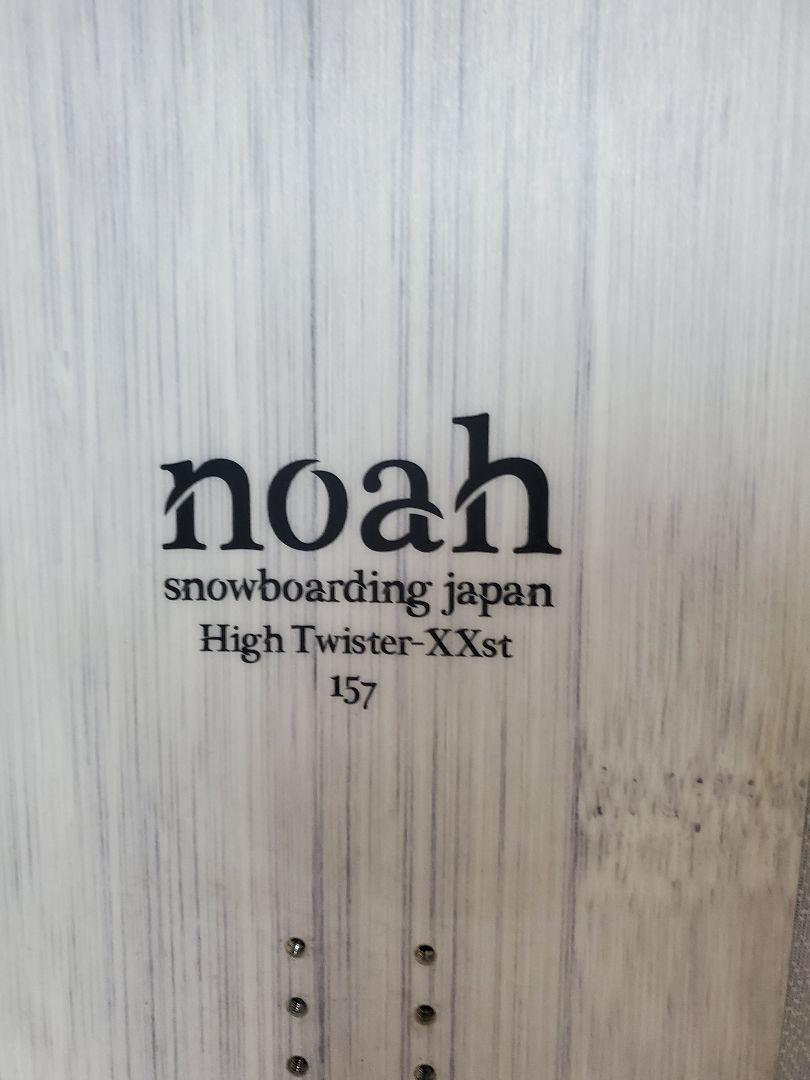 noah
snowboarding japan
High Twister-XXst
157